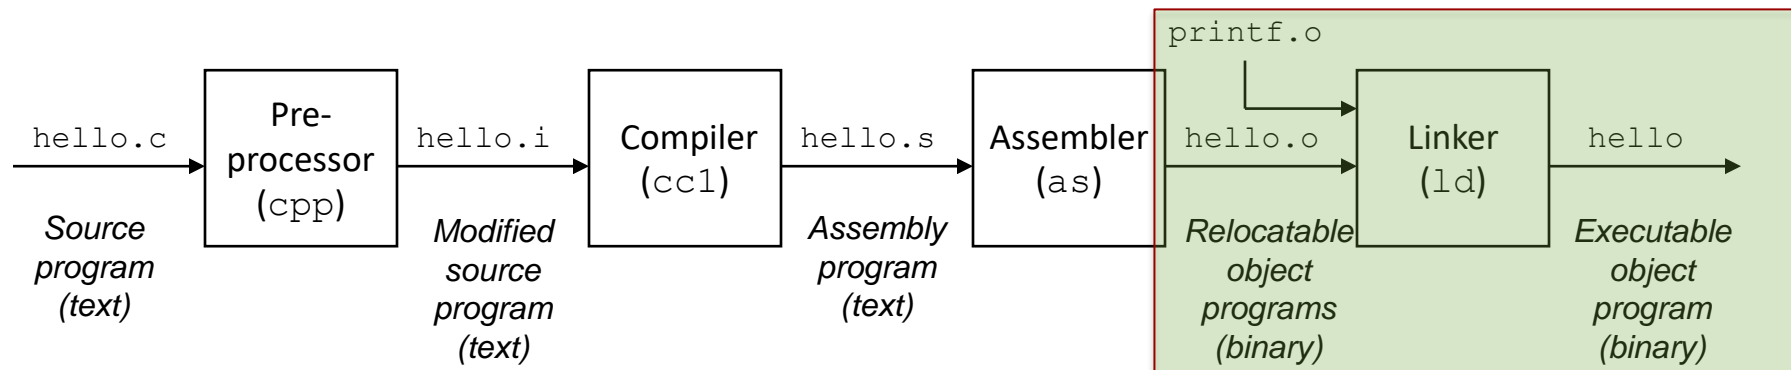 printf.o
hello.c
Pre-
processor
(cpp)
hello.i
Compiler
(cc1)
hello.s
Assembler
(as)
hello.o
Linker
(ld)
hello
Source
program
(text)
Modified
source
program
(text)
Assembly
program
(text)
Relocatable
object
programs
(binary)
Executable
object
program
(binary)